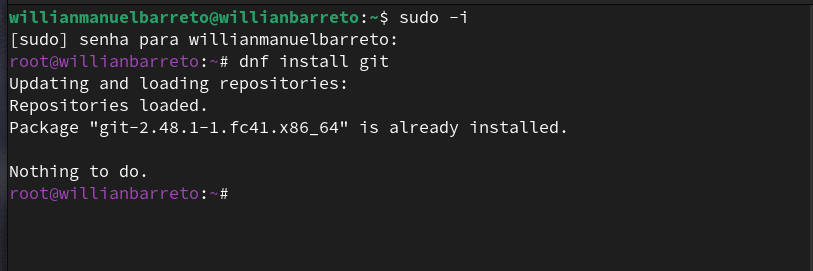 willianmanuelbarreto@willianbarreto:~$ sudo -i
[sudo] senha para willianmanuelbarreto:
root@willianbarreto:~# dnf install git
Updating and loading repositories:
Repositories loaded.
Package "git-2.48.1-1.fc41.x86_64" is already installed.
Nothing to do.
root@willianbarreto:~#